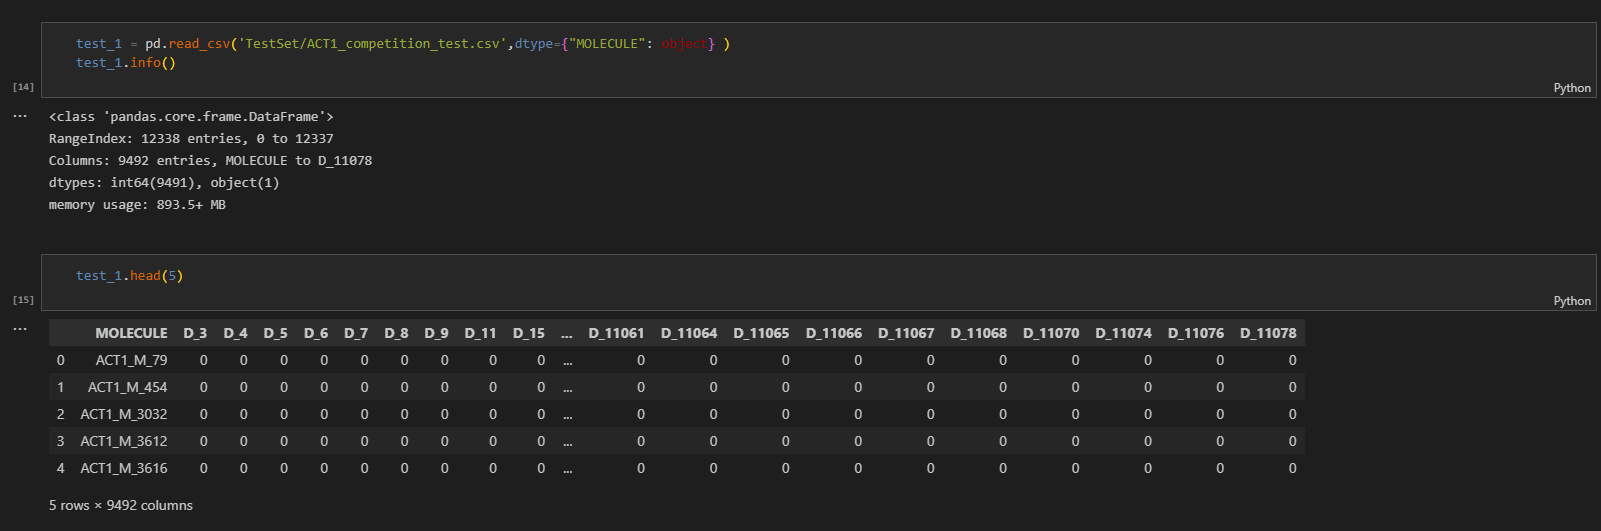 test_1 = pd.read_csv('TestSet/ACT1_competition_test.csv',dtype={"MOLECULE": object} )
test_1.info()
[14]
Python
...
<class 'pandas.core.frame.DataFrame'>
RangeIndex: 12338 entries, 0 to 12337
Columns: 9492 entries, MOLECULE to D_11078
dtypes: int64(9491), object(1)
memory usage: 893.5+ MB
test_1.head(5)
[15]
Python
...
MOLECULE D_3 D_4 D_5 D_6 D_7 D_8 D_9 D_11 D_15 ... D_11061 D_11064 D_11065 D_11066 D_11067 D_11068 D_11070 D_11074 D_11076 D_11078
0 ACT1_M_79 0 0 0 0 0 0 0 0 0 ... 0 0 0 0 0 0 0 0 0 0
1 ACT1_M_454 0 0 0 0 0 0 0 0 0 ... 0 0 0 0 0 0 0 0 0 0
2 ACT1_M_3032 0 0 0 0 0 0 0 0 0 ... 0 0 0 0 0 0 0 0 0 0
3 ACT1_M_3612 0 0 0 0 0 0 0 0 0 ... 0 0 0 0 0 0 0 0 0 0
4 ACT1_M_3616 0 0 0 0 0 0 0 0 0 ... 0 0 0 0 0 0 0 0 0 0
5 rows × 9492 columns